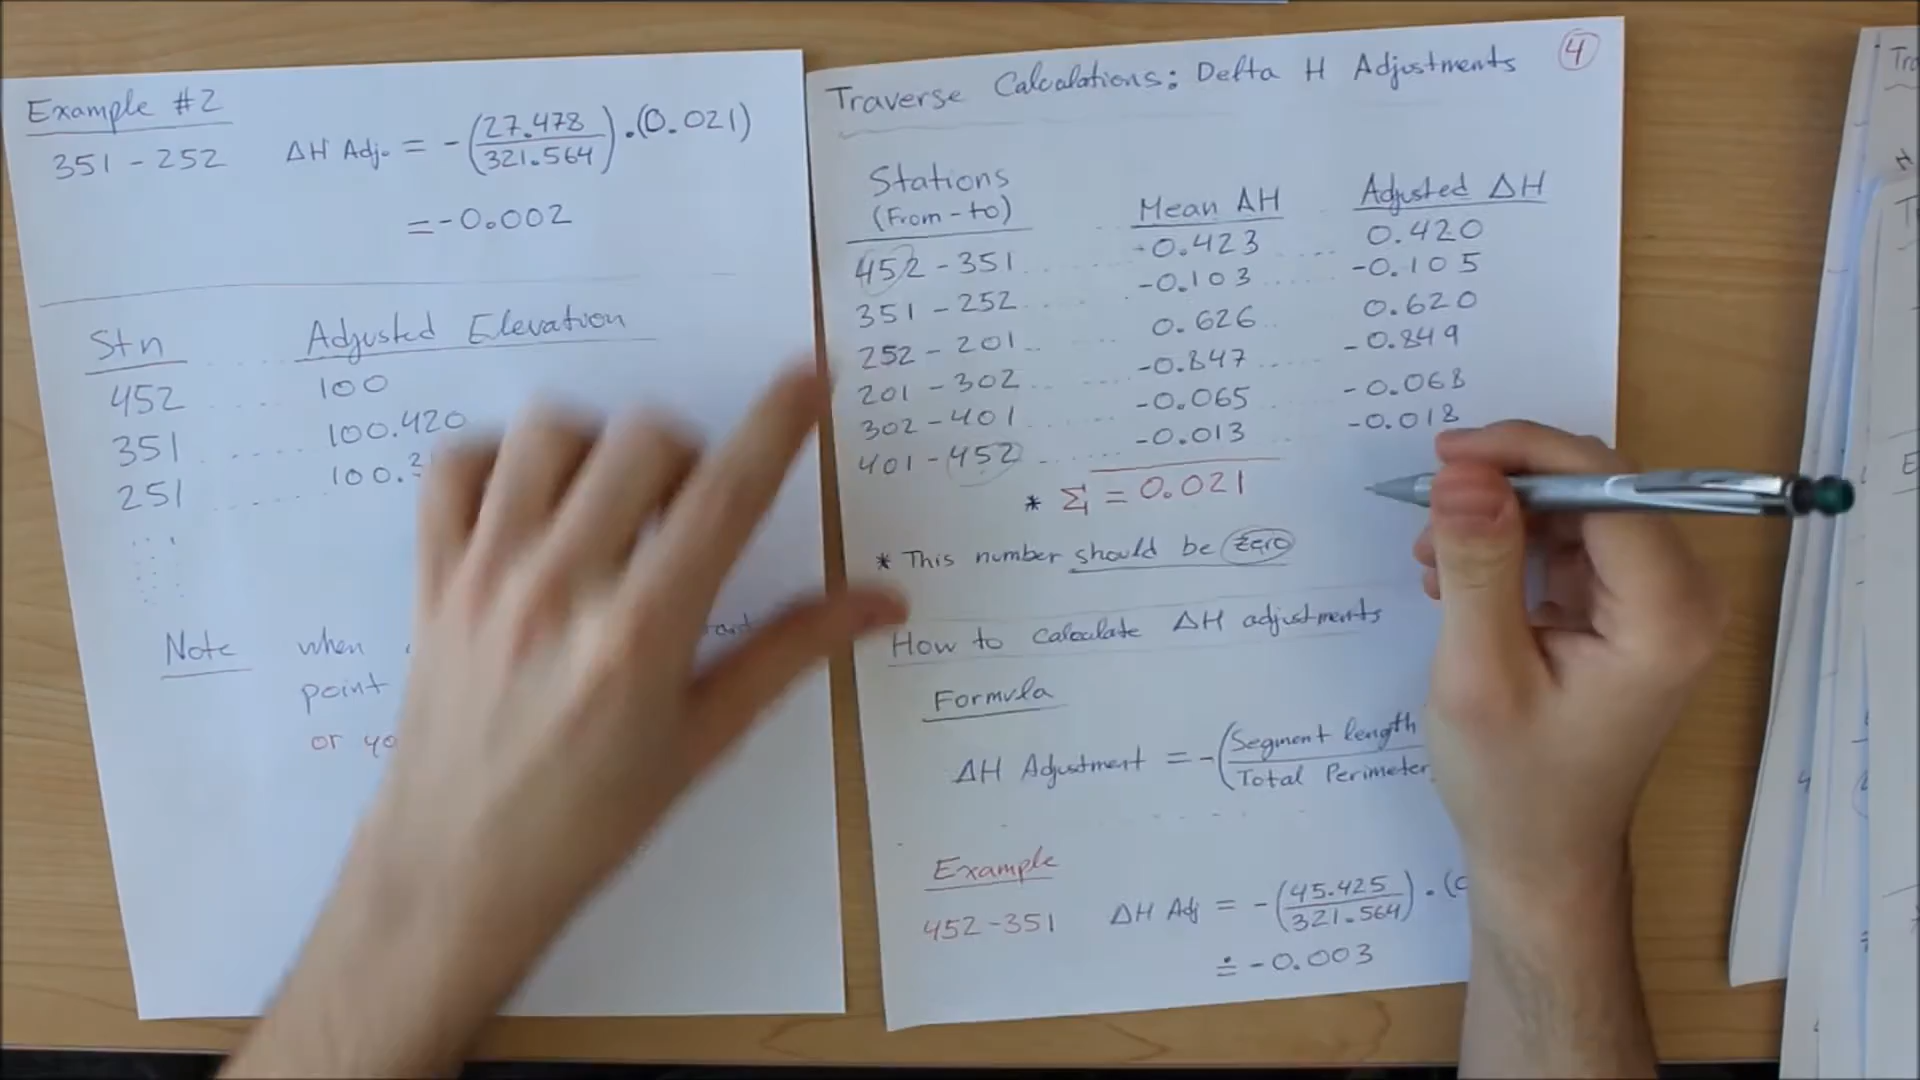 Example #2
351 - 252 ΔH Adj. = -(27.478/321.564).(0.021)
= -0.002
Stn Adjusted Elevation
452 100
351 100.420
251 100.
Note when
point
or yo
Traverse Calculations: Delta H Adjustments 4
Stations
(From - to) Mean ΔH Adjusted ΔH
452 - 351 0.423 0.420
351 - 252 -0.103 -0.105
252 - 201 0.626 0.620
201 - 302 -0.847 -0.849
302 - 401 -0.065 -0.068
401 - 452 -0.013 -0.018
* Σ = 0.021
* This number should be zero
How to calculate ΔH adjustments
Formula
ΔH Adjustment = -(Segment length/Total Perimeter
Example
452 - 351 ΔH Adj = -(45.425/321.564).(
≐ -0.003